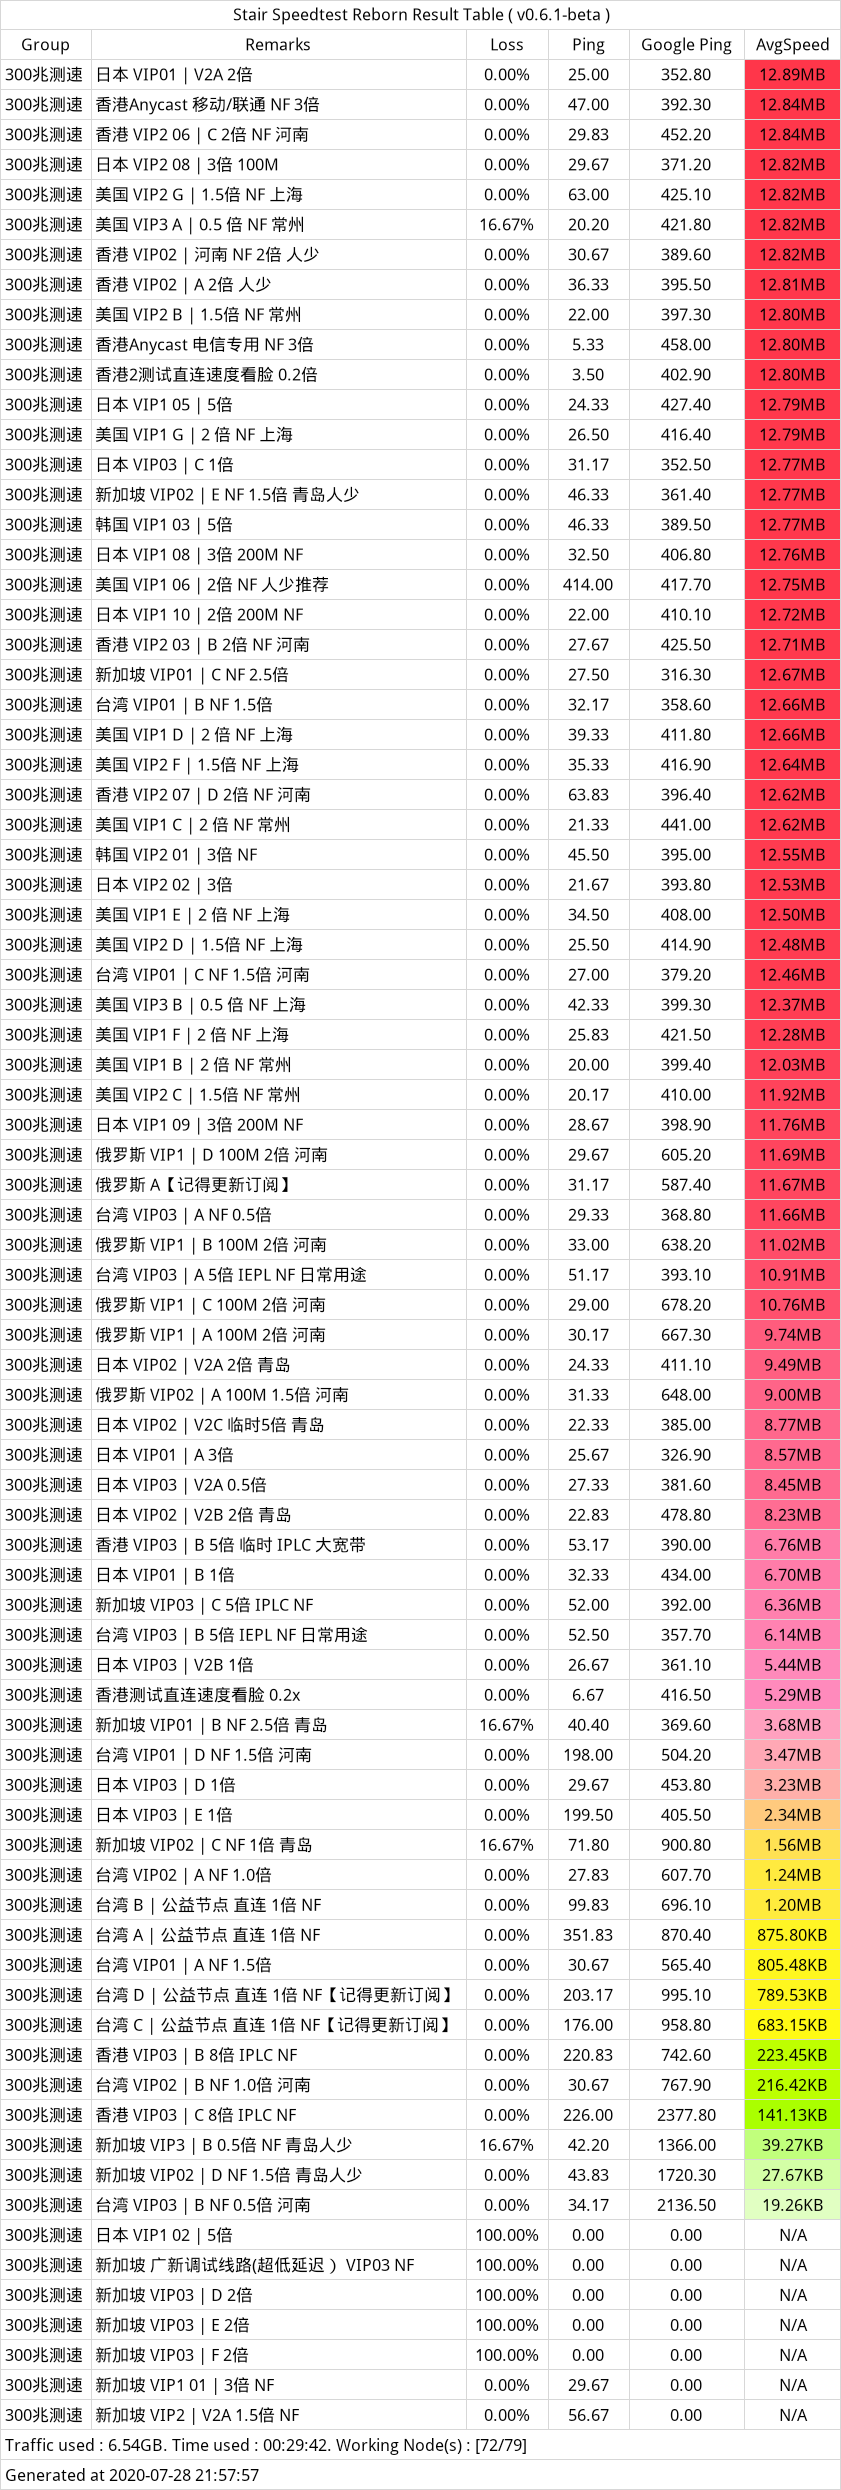 Stair Speedtest Reborn Result Table ( v0.6.1-beta )
Group Remarks Loss Ping Google Ping AvgSpeed
300兆测速 日本 VIP01 | V2A 2倍 0.00% 25.00 352.80 12.89MB
300兆测速 香港Anycast 移动/联通 NF 3倍 0.00% 47.00 392.30 12.84MB
300兆测速 香港 VIP2 06 | C 2倍 NF 河南 0.00% 29.83 452.20 12.84MB
300兆测速 日本 VIP2 08 | 3倍 100M 0.00% 29.67 371.20 12.82MB
300兆测速 美国 VIP2 G | 1.5倍 NF 上海 0.00% 63.00 425.10 12.82MB
300兆测速 美国 VIP3 A | 0.5 倍 NF 常州 16.67% 20.20 421.80 12.82MB
300兆测速 香港 VIP02 | 河南 NF 2倍 人少 0.00% 30.67 389.60 12.82MB
300兆测速 香港 VIP02 | A 2倍 人少 0.00% 36.33 395.50 12.81MB
300兆测速 美国 VIP2 B | 1.5倍 NF 常州 0.00% 22.00 397.30 12.80MB
300兆测速 香港Anycast 电信专用 NF 3倍 0.00% 5.33 458.00 12.80MB
300兆测速 香港2测试直连速度看脸 0.2倍 0.00% 3.50 402.90 12.80MB
300兆测速 日本 VIP1 05 | 5倍 0.00% 24.33 427.40 12.79MB
300兆测速 美国 VIP1 G | 2 倍 NF 上海 0.00% 26.50 416.40 12.79MB
300兆测速 日本 VIP03 | C 1倍 0.00% 31.17 352.50 12.77MB
300兆测速 新加坡 VIP02 | E NF 1.5倍 青岛人少 0.00% 46.33 361.40 12.77MB
300兆测速 韩国 VIP1 03 | 5倍 0.00% 46.33 389.50 12.77MB
300兆测速 日本 VIP1 08 | 3倍 200M NF 0.00% 32.50 406.80 12.76MB
300兆测速 美国 VIP1 06 | 2倍 NF 人少推荐 0.00% 414.00 417.70 12.75MB
300兆测速 日本 VIP1 10 | 2倍 200M NF 0.00% 22.00 410.10 12.72MB
300兆测速 香港 VIP2 03 | B 2倍 NF 河南 0.00% 27.67 425.50 12.71MB
300兆测速 新加坡 VIP01 | C NF 2.5倍 0.00% 27.50 316.30 12.67MB
300兆测速 台湾 VIP01 | B NF 1.5倍 0.00% 32.17 358.60 12.66MB
300兆测速 美国 VIP1 D | 2 倍 NF 上海 0.00% 39.33 411.80 12.66MB
300兆测速 美国 VIP2 F | 1.5倍 NF 上海 0.00% 35.33 416.90 12.64MB
300兆测速 香港 VIP2 07 | D 2倍 NF 河南 0.00% 63.83 396.40 12.62MB
300兆测速 美国 VIP1 C | 2 倍 NF 常州 0.00% 21.33 441.00 12.62MB
300兆测速 韩国 VIP2 01 | 3倍 NF 0.00% 45.50 395.00 12.55MB
300兆测速 日本 VIP2 02 | 3倍 0.00% 21.67 393.80 12.53MB
300兆测速 美国 VIP1 E | 2 倍 NF 上海 0.00% 34.50 408.00 12.50MB
300兆测速 美国 VIP2 D | 1.5倍 NF 上海 0.00% 25.50 414.90 12.48MB
300兆测速 台湾 VIP01 | C NF 1.5倍 河南 0.00% 27.00 379.20 12.46MB
300兆测速 美国 VIP3 B | 0.5 倍 NF 上海 0.00% 42.33 399.30 12.37MB
300兆测速 美国 VIP1 F | 2 倍 NF 上海 0.00% 25.83 421.50 12.28MB
300兆测速 美国 VIP1 B | 2 倍 NF 常州 0.00% 20.00 399.40 12.03MB
300兆测速 美国 VIP2 C | 1.5倍 NF 常州 0.00% 20.17 410.00 11.92MB
300兆测速 日本 VIP1 09 | 3倍 200M NF 0.00% 28.67 398.90 11.76MB
300兆测速 俄罗斯 VIP1 | D 100M 2倍 河南 0.00% 29.67 605.20 11.69MB
300兆测速 俄罗斯 A【记得更新订阅】 0.00% 31.17 587.40 11.67MB
300兆测速 台湾 VIP03 | A NF 0.5倍 0.00% 29.33 368.80 11.66MB
300兆测速 俄罗斯 VIP1 | B 100M 2倍 河南 0.00% 33.00 638.20 11.02MB
300兆测速 台湾 VIP03 | A 5倍 IEPL NF 日常用途 0.00% 51.17 393.10 10.91MB
300兆测速 俄罗斯 VIP1 | C 100M 2倍 河南 0.00% 29.00 678.20 10.76MB
300兆测速 俄罗斯 VIP1 | A 100M 2倍 河南 0.00% 30.17 667.30 9.74MB
300兆测速 日本 VIP02 | V2A 2倍 青岛 0.00% 24.33 411.10 9.49MB
300兆测速 俄罗斯 VIP02 | A 100M 1.5倍 河南 0.00% 31.33 648.00 9.00MB
300兆测速 日本 VIP02 | V2C 临时5倍 青岛 0.00% 22.33 385.00 8.77MB
300兆测速 日本 VIP01 | A 3倍 0.00% 25.67 326.90 8.57MB
300兆测速 日本 VIP03 | V2A 0.5倍 0.00% 27.33 381.60 8.45MB
300兆测速 日本 VIP02 | V2B 2倍 青岛 0.00% 22.83 478.80 8.23MB
300兆测速 香港 VIP03 | B 5倍 临时 IPLC 大宽带 0.00% 53.17 390.00 6.76MB
300兆测速 日本 VIP01 | B 1倍 0.00% 32.33 434.00 6.70MB
300兆测速 新加坡 VIP03 | C 5倍 IPLC NF 0.00% 52.00 392.00 6.36MB
300兆测速 台湾 VIP03 | B 5倍 IEPL NF 日常用途 0.00% 52.50 357.70 6.14MB
300兆测速 日本 VIP03 | V2B 1倍 0.00% 26.67 361.10 5.44MB
300兆测速 香港测试直连速度看脸 0.2x 0.00% 6.67 416.50 5.29MB
300兆测速 新加坡 VIP01 | B NF 2.5倍 青岛 16.67% 40.40 369.60 3.68MB
300兆测速 台湾 VIP01 | D NF 1.5倍 河南 0.00% 198.00 504.20 3.47MB
300兆测速 日本 VIP03 | D 1倍 0.00% 29.67 453.80 3.23MB
300兆测速 日本 VIP03 | E 1倍 0.00% 199.50 405.50 2.34MB
300兆测速 新加坡 VIP02 | C NF 1倍 青岛 16.67% 71.80 900.80 1.56MB
300兆测速 台湾 VIP02 | A NF 1.0倍 0.00% 27.83 607.70 1.24MB
300兆测速 台湾 B | 公益节点 直连 1倍 NF 0.00% 99.83 696.10 1.20MB
300兆测速 台湾 A | 公益节点 直连 1倍 NF 0.00% 351.83 870.40 875.80KB
300兆测速 台湾 VIP01 | A NF 1.5倍 0.00% 30.67 565.40 805.48KB
300兆测速 台湾 D | 公益节点 直连 1倍 NF【记得更新订阅】 0.00% 203.17 995.10 789.53KB
300兆测速 台湾 C | 公益节点 直连 1倍 NF【记得更新订阅】 0.00% 176.00 958.80 683.15KB
300兆测速 香港 VIP03 | B 8倍 IPLC NF 0.00% 220.83 742.60 223.45KB
300兆测速 台湾 VIP02 | B NF 1.0倍 河南 0.00% 30.67 767.90 216.42KB
300兆测速 香港 VIP03 | C 8倍 IPLC NF 0.00% 226.00 2377.80 141.13KB
300兆测速 新加坡 VIP3 | B 0.5倍 NF 青岛人少 16.67% 42.20 1366.00 39.27KB
300兆测速 新加坡 VIP02 | D NF 1.5倍 青岛人少 0.00% 43.83 1720.30 27.67KB
300兆测速 台湾 VIP03 | B NF 0.5倍 河南 0.00% 34.17 2136.50 19.26KB
300兆测速 日本 VIP1 02 | 5倍 100.00% 0.00 0.00 N/A
300兆测速 新加坡 广新调试线路(超低延迟） VIP03 NF 100.00% 0.00 0.00 N/A
300兆测速 新加坡 VIP03 | D 2倍 100.00% 0.00 0.00 N/A
300兆测速 新加坡 VIP03 | E 2倍 100.00% 0.00 0.00 N/A
300兆测速 新加坡 VIP03 | F 2倍 100.00% 0.00 0.00 N/A
300兆测速 新加坡 VIP1 01 | 3倍 NF 0.00% 29.67 0.00 N/A
300兆测速 新加坡 VIP2 | V2A 1.5倍 NF 0.00% 56.67 0.00 N/A
Traffic used : 6.54GB. Time used : 00:29:42. Working Node(s) : [72/79]
Generated at 2020-07-28 21:57:57